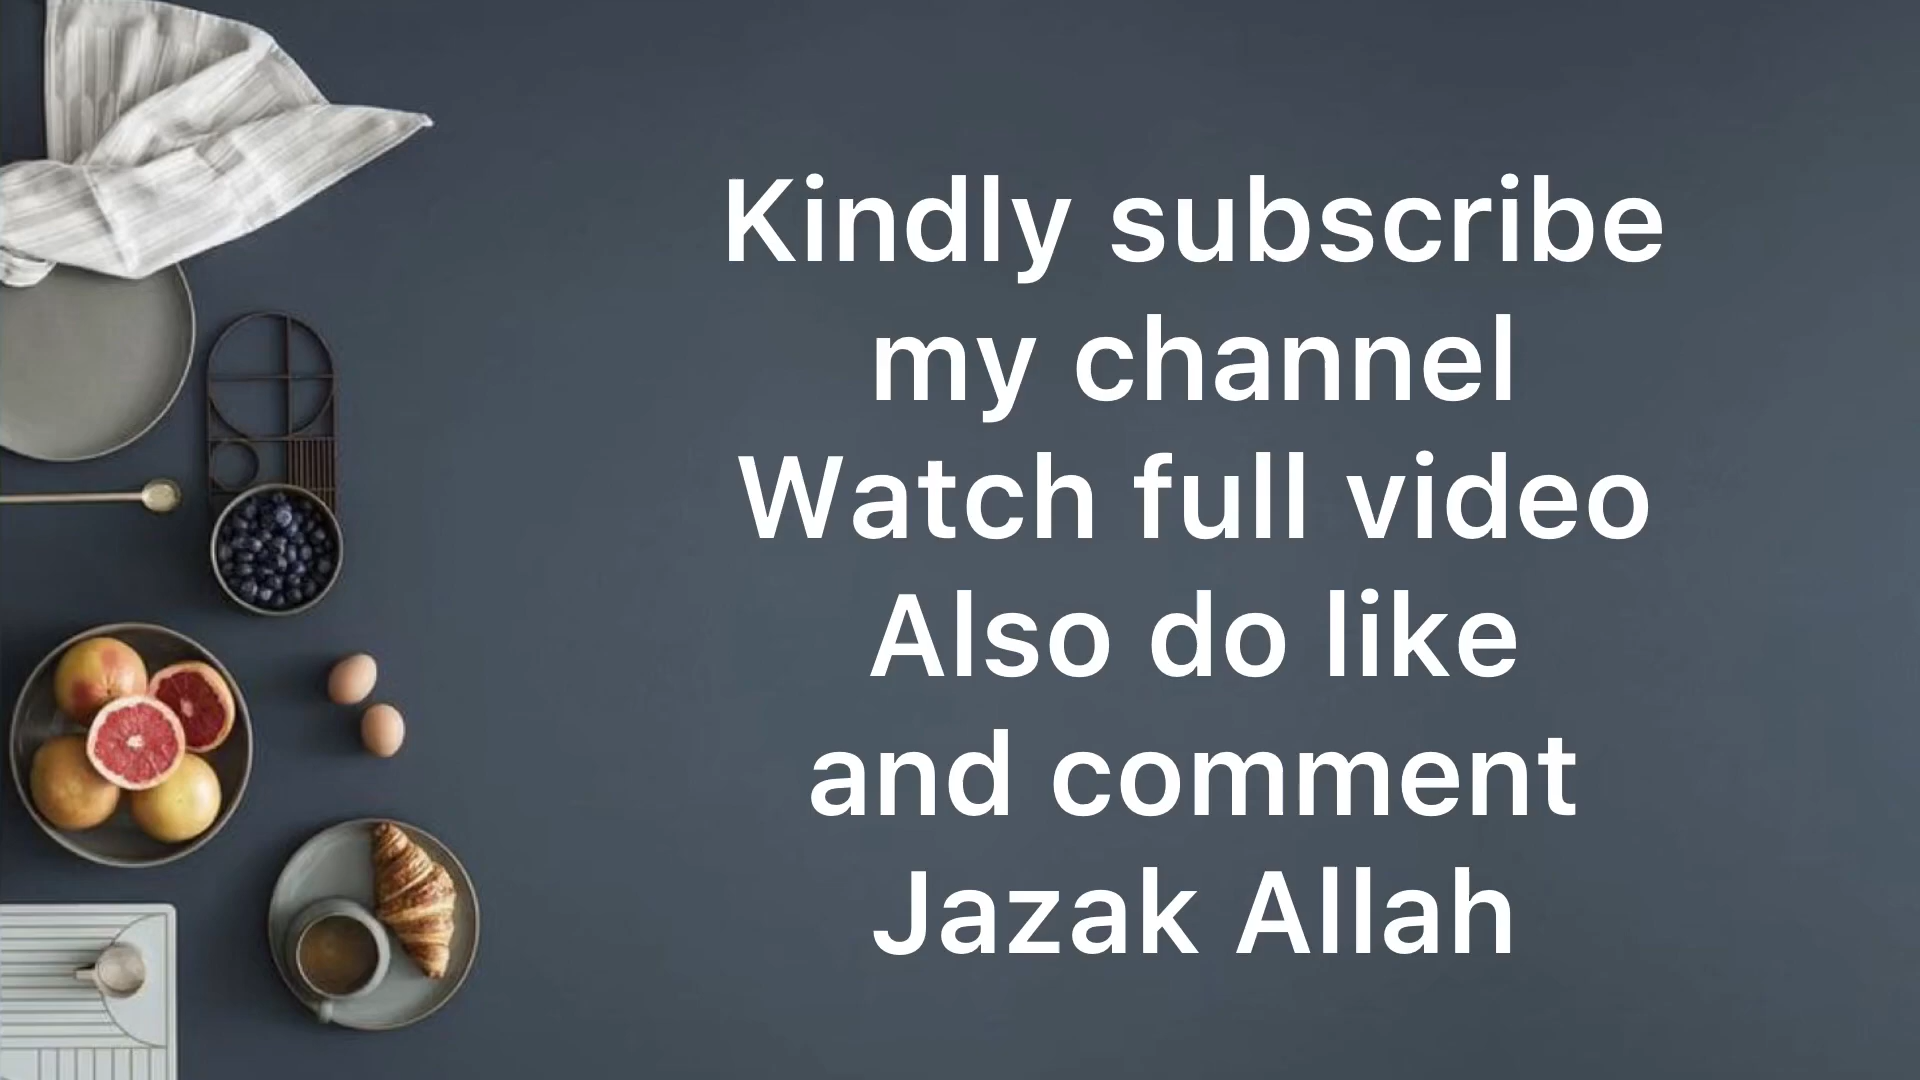 Kindly subscribe
my channel
Watch full video
Also do like
and comment
Jazak Allah